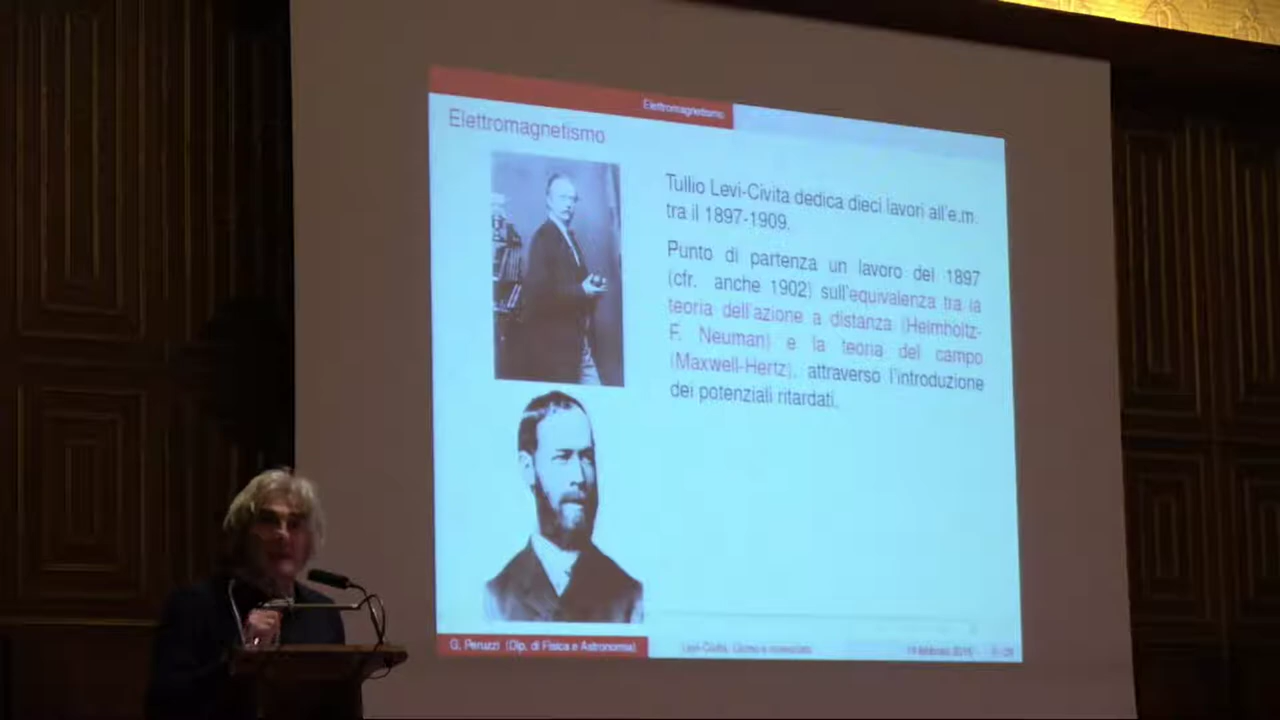 Elettromagnetismo
Elettromagnetismo
Tullio Levi-Civita dedica dieci lavori all'e.m.
tra il 1897-1909.
Punto di partenza un lavoro del 1897
(cfr. anche 1902) sull'equivalenza tra la
teoria dell'azione a distanza (Helmholtz-
F. Neuman) e la teoria del campo
(Maxwell-Hertz), attraverso l'introduzione
dei potenziali ritardati.
G. Peruzzi (Dip. di Fisica e Astronomia)
Levi-Civita, Uomo e scienziato
febbraio